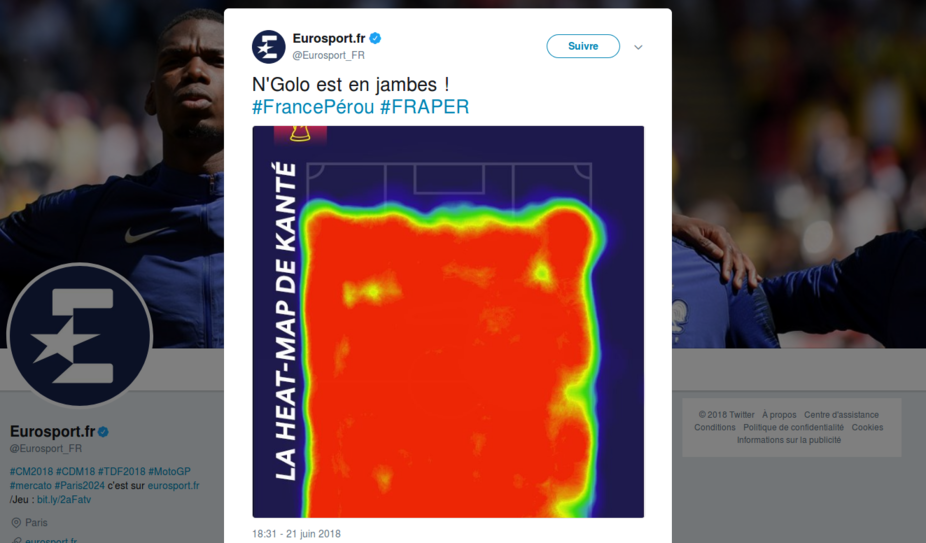 Eurosport.fr
@Eurosport_FR
Suivre
N'Golo est en jambes !
#FrancePérou #FRAPER
LA HEAT-MAP DE KANTÉ
18:31 - 21 juin 2018
Eurosport.fr
@Eurosport_FR
#CM2018 #CDM18 #TDF2018 #MotoGP
#mercato #Paris2024 c'est sur eurosport.fr
/Jeu : bit.ly/2aFatv
Paris
eurosport.fr
© 2018 Twitter À propos Centre d'assistance
Conditions Politique de confidentialité Cookies
Informations sur la publicité